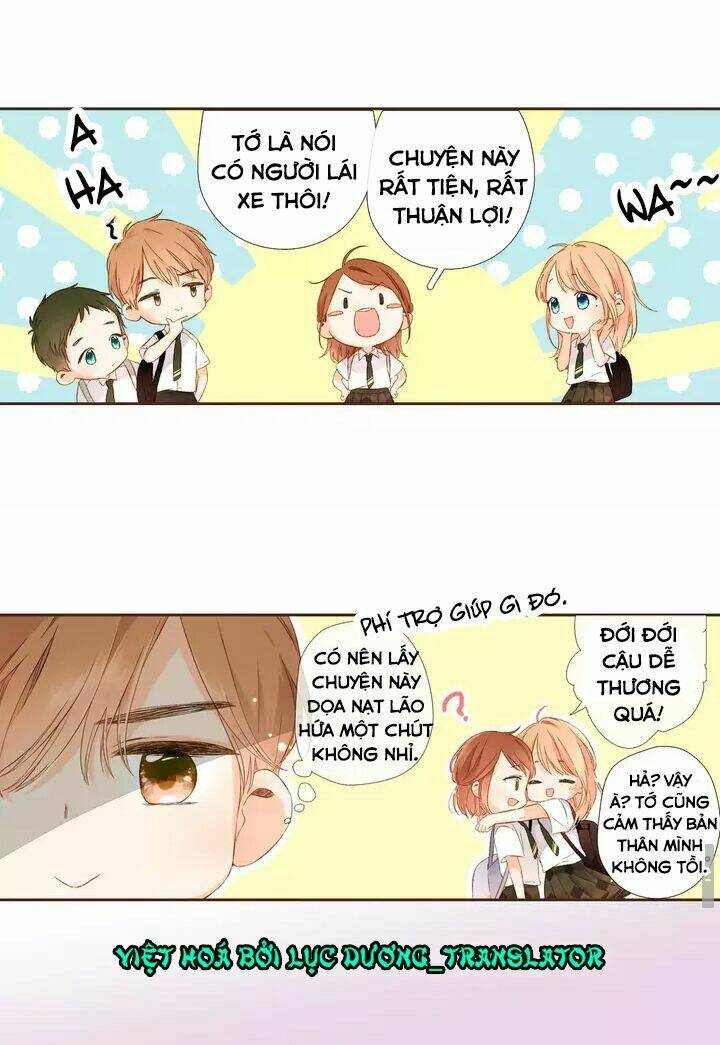 A
HA
TỚ LÀ NÓI
CÓ NGƯỜI LÁI
XE THÔI!
CHUYỆN NÀY
RẤT TIỆN, RẤT
THUẬN LỢI!
WA~~
PHÍ TRỢ GIÚP GÌ ĐÓ.
CÓ NÊN LẤY
CHUYỆN NÀY
DỌA NẠT LÃO
HỨA MỘT CHÚT
KHÔNG NHỈ.
?
ĐỚI ĐỚI
CẬU DỄ
THƯƠNG
QUÁ!
HẢ? VẬY
À? TỚ CŨNG
CẢM THẤY BẢN
THÂN MÌNH
KHÔNG TỒI.
VIỆT HOÁ BỞI LỤC DƯƠNG_TRANSLATOR